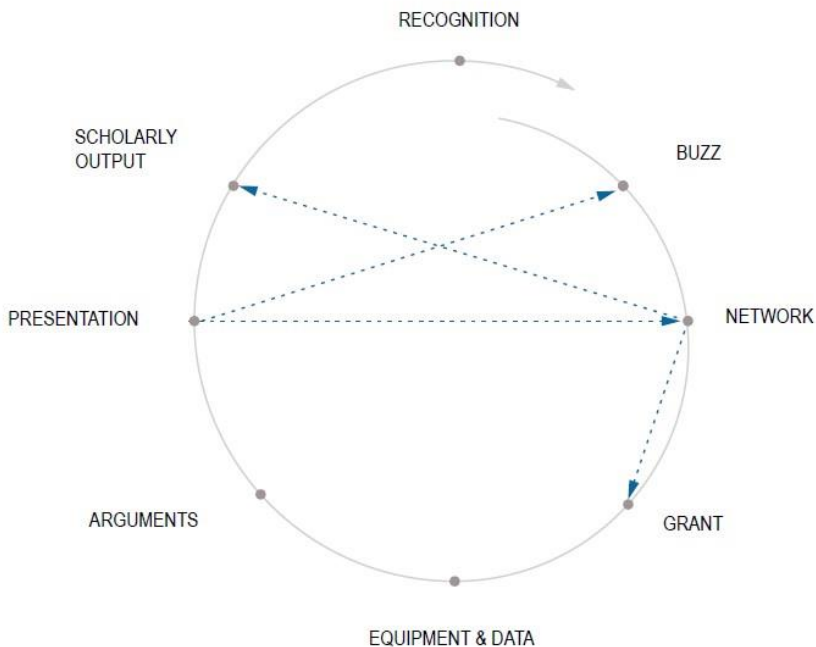 RECOGNITION
SCHOLARLY
OUTPUT
BUZZ
PRESENTATION
NETWORK
ARGUMENTS
GRANT
EQUIPMENT & DATA